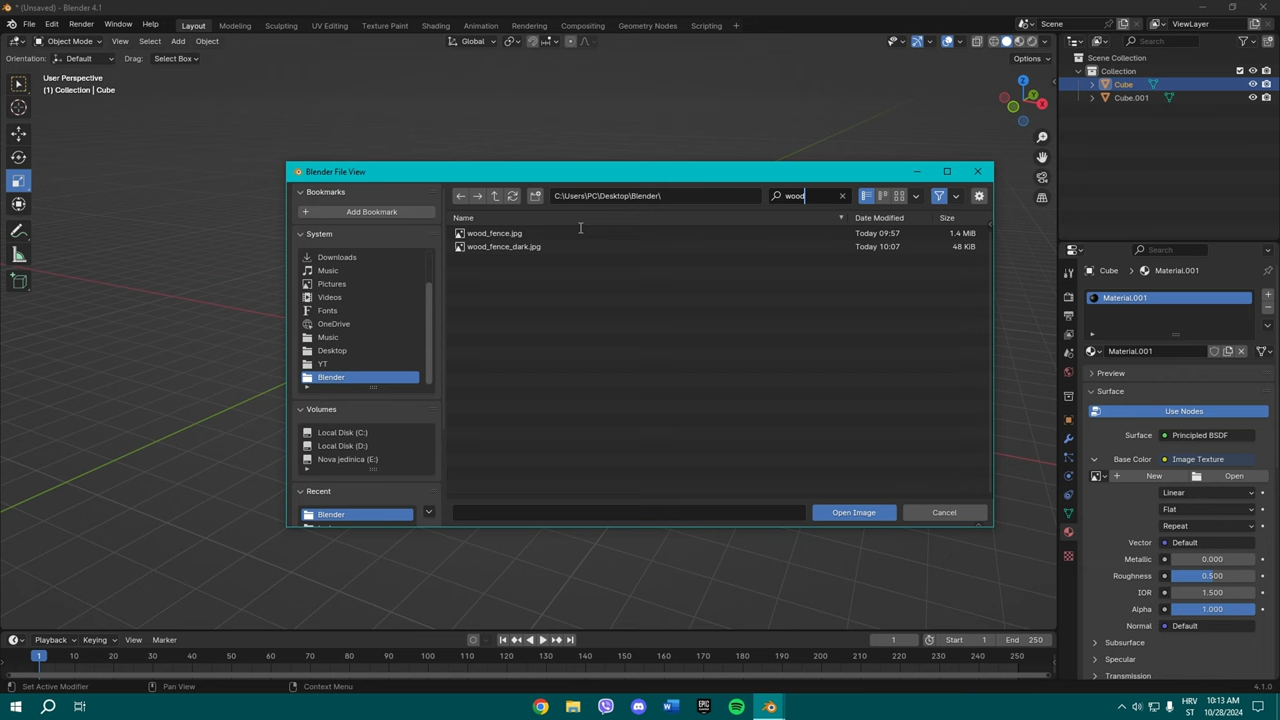 * (Unsaved) - Blender 4.1
File Edit Render Window Help Layout Modeling Sculpting UV Editing Texture Paint Shading Animation Rendering Compositing Geometry Nodes Scripting + Scene ViewLayer
Object Mode View Select Add Object Global Options
Orientation: Default Drag: Select Box
User Perspective
(1) Collection | Cube
Z
Y
X
Search
Scene Collection
Collection
Cube
Cube.001
Blender File View
Bookmarks
Add Bookmark
System
Downloads
Music
Pictures
Videos
Fonts
OneDrive
Music
Desktop
YT
Blender
Volumes
Local Disk (C:)
Local Disk (D:)
Nova jedinica (E:)
Recent
Blender
C:\Users\PC\Desktop\Blender\ wood
Name Date Modified Size
wood_fence.jpg Today 09:57 1.4 MiB
wood_fence_dark.jpg Today 10:07 48 KiB
Open Image Cancel
Search
Cube Material.001
Material.001
Material.001
Preview
Surface
Use Nodes
Surface Principled BSDF
Base Color Image Texture
New Open
Linear
Flat
Repeat
Vector Default
Metallic 0.000
Roughness 0.500
IOR 1.500
Alpha 1.000
Normal Default
Subsurface
Specular
Transmission
Playback Keying View Marker 1 Start 1 End 250
1 10 20 30 40 50 60 70 80 90 100 110 120 130 140 150 160 170 180 190 200 210 220 230 240 250
Set Active Modifier Pan View Context Menu 4.1.0
EPIC GAMES
HRV
ST
10:13 AM
10/28/2024